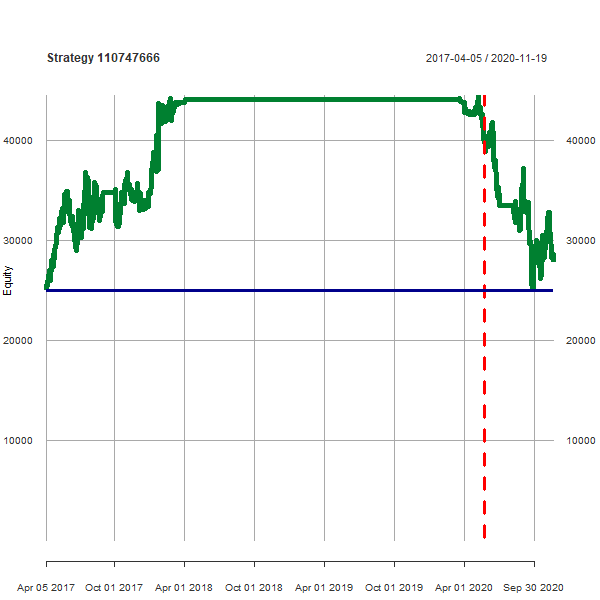 Strategy 110747666
2017-04-05 / 2020-11-19
40000 40000
30000 30000
Equity
20000 20000
10000 10000
Apr 05 2017 Oct 01 2017 Apr 01 2018 Oct 01 2018 Apr 01 2019 Oct 01 2019 Apr 01 2020 Sep 30 2020